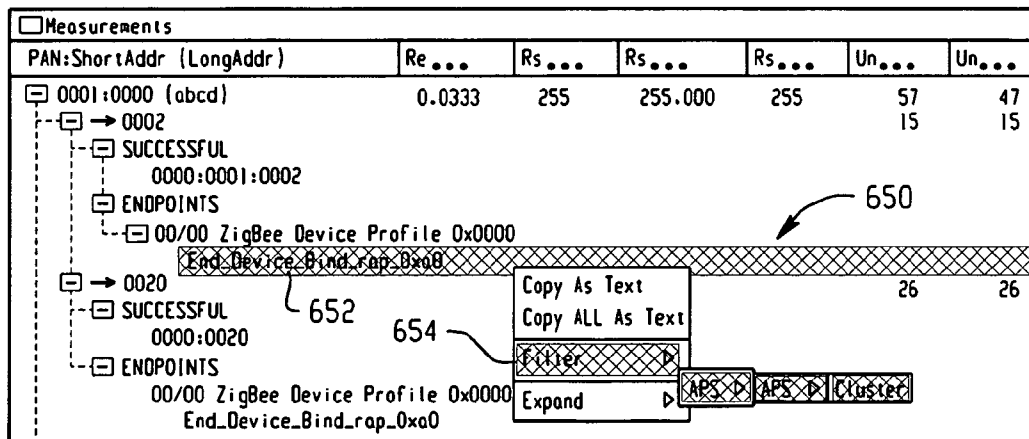 Measurements
PAN:ShortAddr (LongAddr) Re... Rs... Rs... Rs... Un... Un...
0001:0000 (abcd) 0.0333 255 255.000 255 57 47
→ 0002 15 15
SUCCESSFUL
0000:0001:0002
ENDPOINTS
650
00/00 ZigBee Device Profile 0x0000
End_Device_Bind_rap_0xa0
→ 0020 26 26
652
Copy As Text
SUCCESSFUL
Copy ALL As Text
0000:0020
654
Filter
ENDPOINTS
APS APS Cluster
00/00 ZigBee Device Profile 0x0000
Expand
End_Device_Bind_rap_0xa0